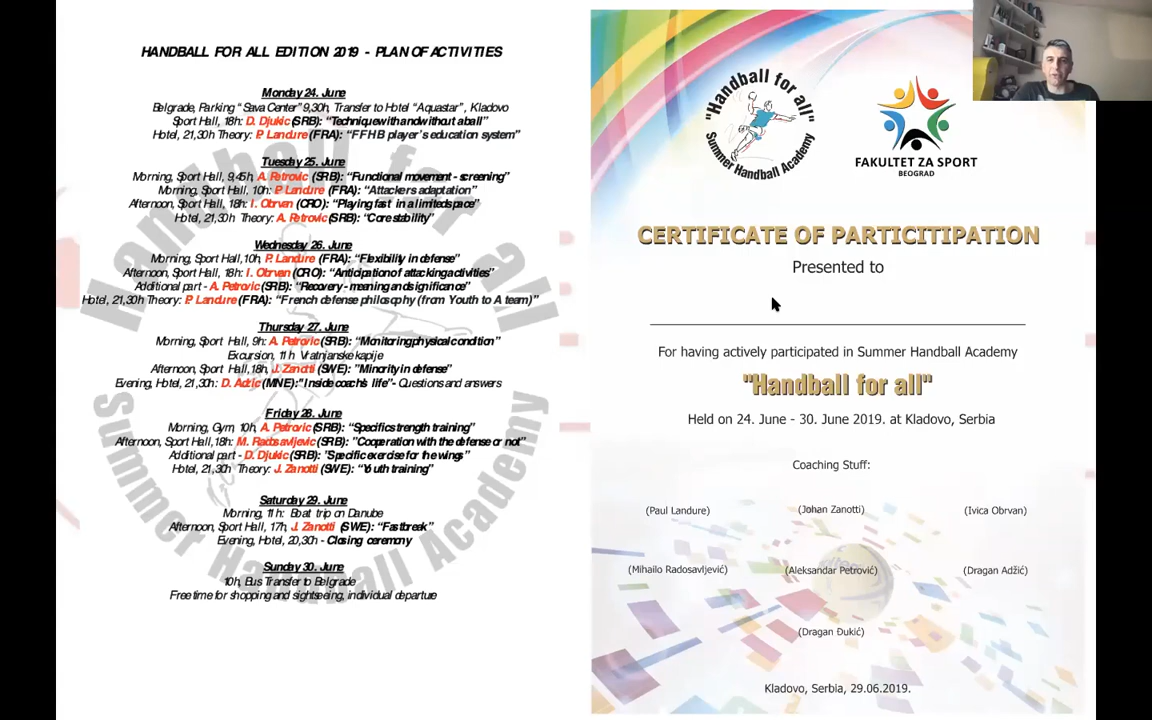 HANDBALL FOR ALL EDITION 2019 - PLAN OF ACTIVITIES
Monday 24. June
Belgrade, Parking “Sava Center” 9,30h, Transfer to Hotel “Aquastar”, Kladovo
Sport Hall, 18h: D. Djukic (SRB): “Technique with and without a ball”
Hotel, 21,30h Theory: P. Landure (FRA): “FFHB player’s education system”
Tuesday 25. June
Morning, Sport Hall, 9,45h, A. Petrovic (SRB): “Functional movement - screening”
Morning, Sport Hall, 10h: P. Landure (FRA): “Attackers adaptation”
Afternoon, Sport Hall, 18h: I. Obrvan (CRO): “Playing fast in a limited space”
Hotel, 21,30h Theory: A. Petrovic (SRB): “Core stability”
Wednesday 26. June
Morning, Sport Hall, 10h, P. Landure (FRA): “Flexibility in defense”
Afternoon, Sport Hall, 18h: I. Obrvan (CRO): “Anticipation of attacking activities”
Additional part - A. Petrovic (SRB): “Recovery - meaning and significance”
Hotel, 21,30h Theory: P. Landure (FRA): “French defense philosophy (from Youth to A team)”
Thursday 27. June
Morning, Sport Hall, 9h: A. Petrovic (SRB): “Monitoring physical condition”
Excursion, 11h Vratnjanske kapije
Afternoon, Sport Hall, 18h, J. Zanotti (SWE): “Minority in defense”
Evening, Hotel, 21,30h: D. Adzic (MNE): “Inside coach's life” - Questions and answers
Friday 28. June
Morning, Gym, 10h, A. Petrovic (SRB): “Specific strength training”
Afternoon, Sport Hall, 18h: M. Radosavljevic (SRB): “Cooperation with the defense or not”
Additional part - D. Djukic (SRB): “Specific exercise for the wings”
Hotel, 21,30h Theory: J. Zanotti (SWE): “Youth training”
Saturday 29. June
Morning, 11h: Boat trip on Danube
Afternoon, Sport Hall, 17h, J. Zanotti (SWE): “Fastbreak”
Evening, Hotel, 20,30h - Closing ceremony
Sunday 30. June
10h, Bus Transfer to Belgrade
Free time for shopping and sightseeing, individual departure
Handball for all
Summer Handball Academy
"Handball for all"
Summer Handball Academy
FAKULTET ZA SPORT
BEOGRAD
CERTIFICATE OF PARTICITIPATION
Presented to
For having actively participated in Summer Handball Academy
"Handball for all"
Held on 24. June - 30. June 2019. at Kladovo, Serbia
Coaching Stuff:
(Paul Landure) (Johan Zanotti) (Ivica Obrvan)
(Mihailo Radosavljević) (Aleksandar Petrović) (Dragan Adžić)
(Dragan Đukić)
Kladovo, Serbia, 29.06.2019.